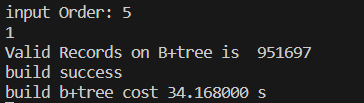 input Order: 5
1
Valid Records on B+tree is  951697
build success
build b+tree cost 34.168000 s